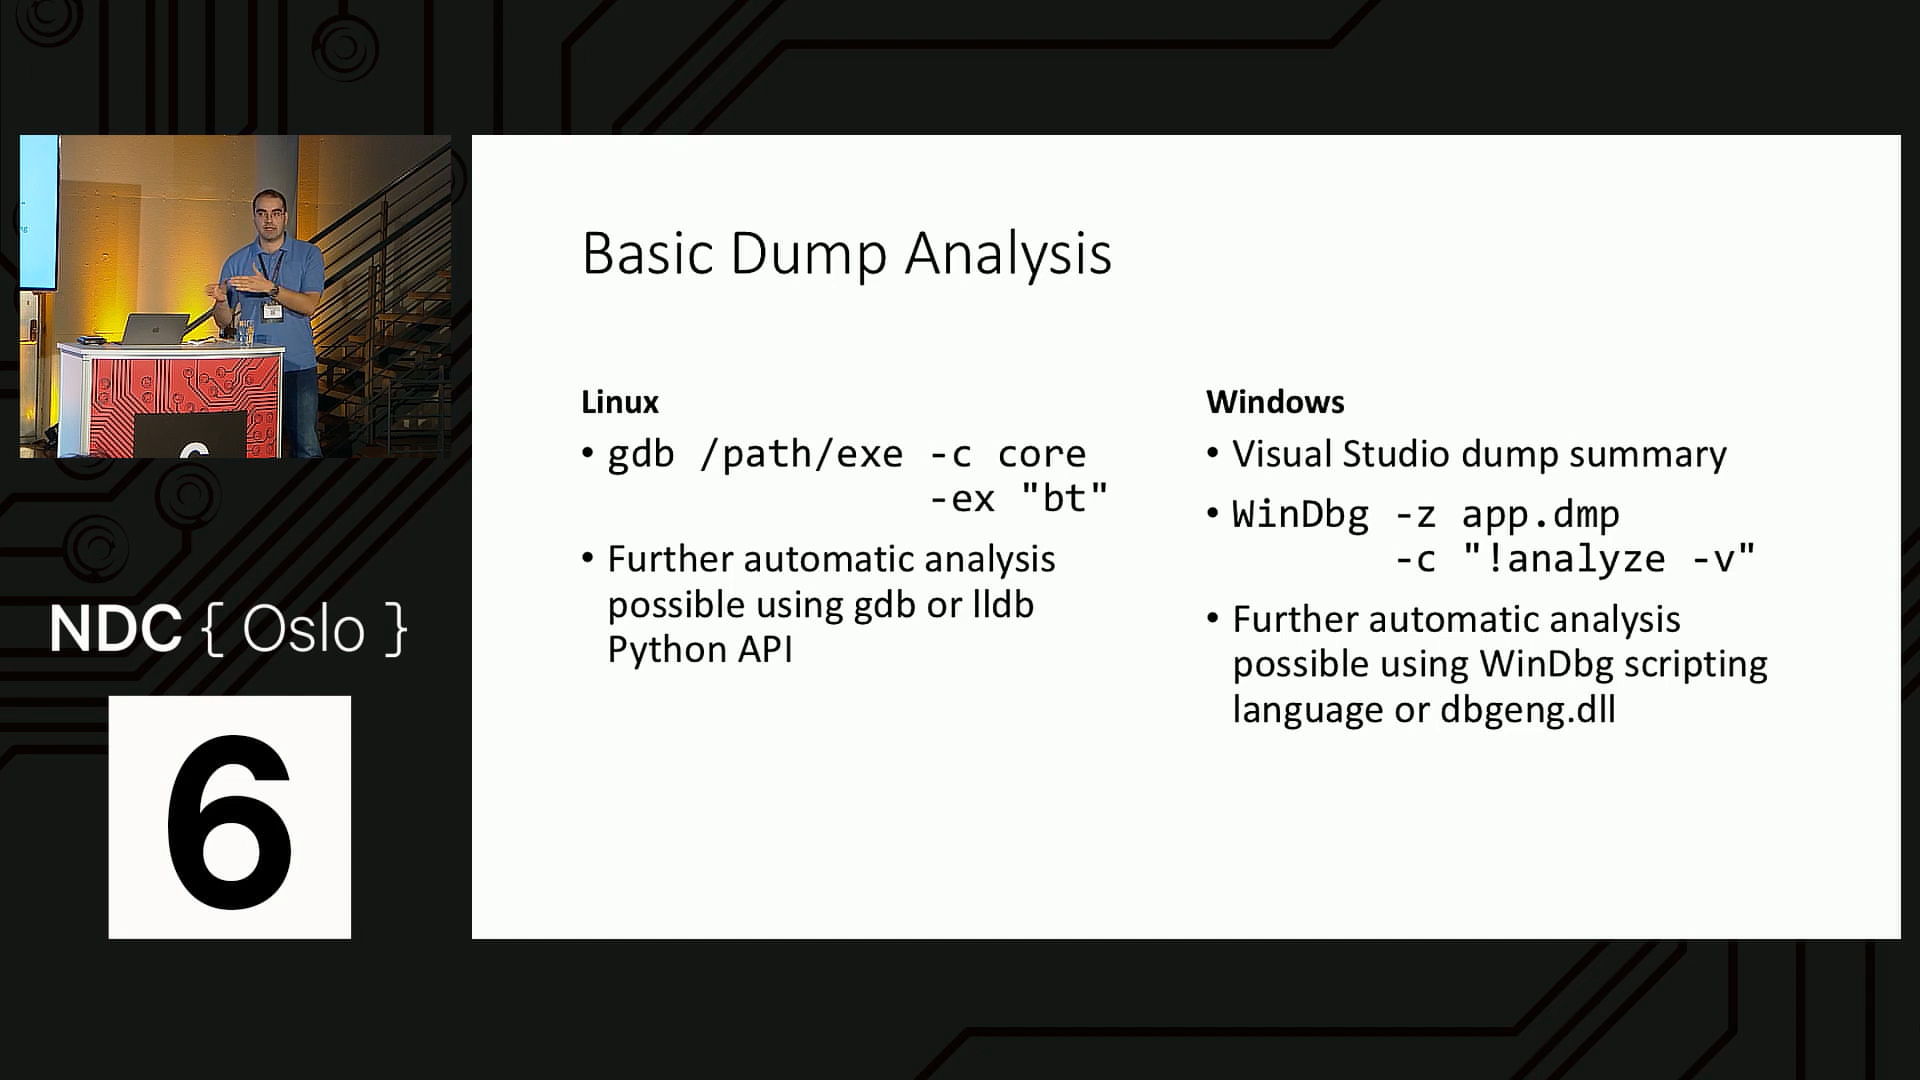 Basic Dump Analysis
Linux
• gdb /path/exe -c core
-ex "bt"
• Further automatic analysis
possible using gdb or lldb
Python API
Windows
• Visual Studio dump summary
• WinDbg -z app.dmp
-c "!analyze -v"
• Further automatic analysis
possible using WinDbg scripting
language or dbgeng.dll
NDC { Oslo }
6